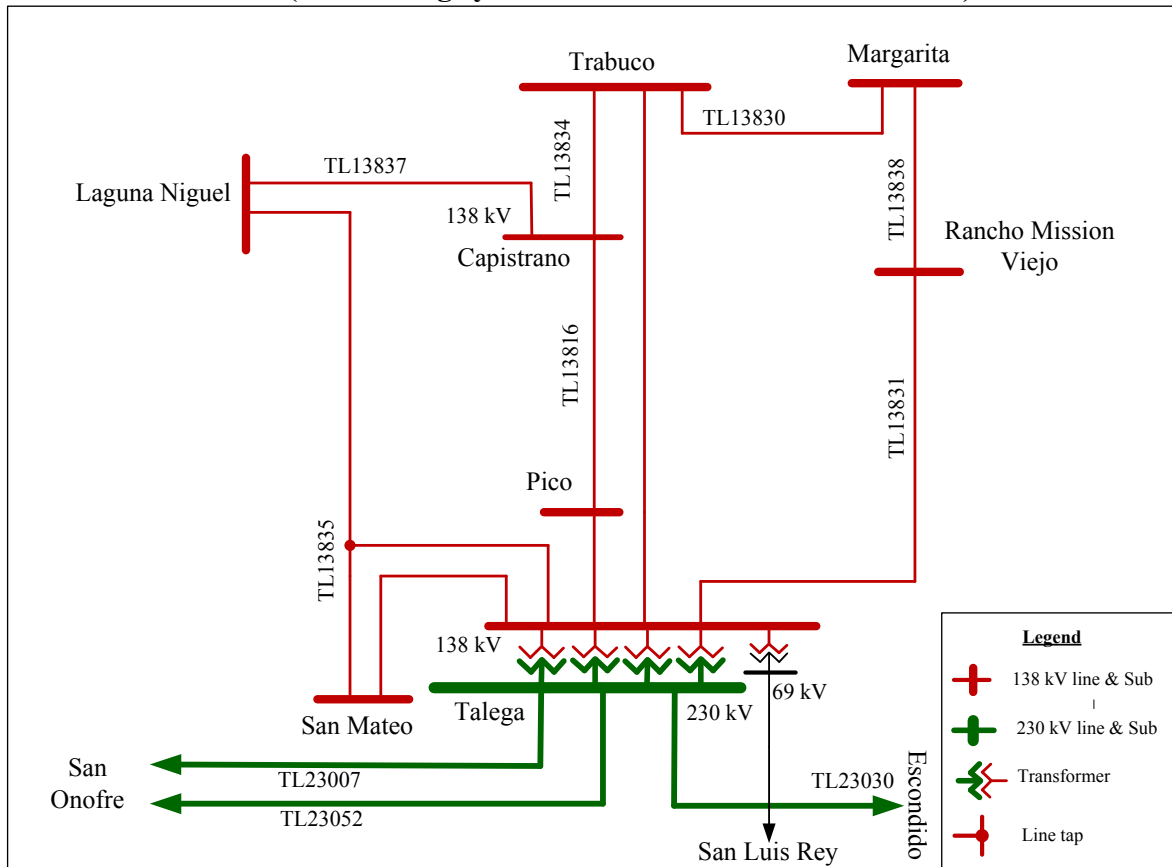 Trabuco
Margarita
TL13830
TL13834
TL13837
Laguna Niguel
138 kV
Capistrano
TL13838
Rancho Mission
Viejo
TL13816
TL13831
Pico
TL13835
138 kV
San Mateo
Talega
230 kV
69 kV
San
Onofre
TL23007
TL23052
TL23030
Escondido
San Luis Rey
Legend
138 kV line & Sub
230 kV line & Sub
Transformer
Line tap